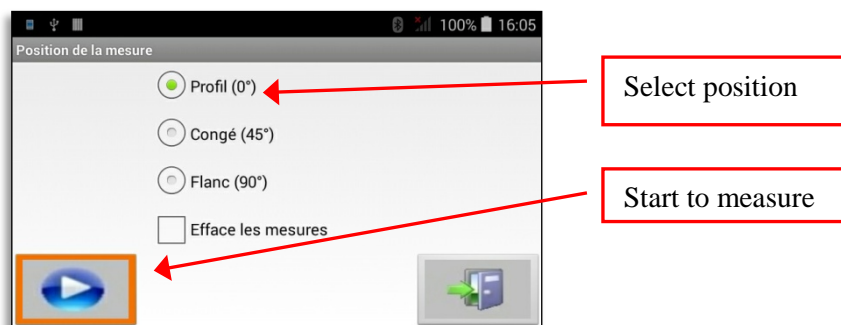 100% 16:05
Position de la mesure
Profil (0°)
Select position
Congé (45°)
Flanc (90°)
Start to measure
Efface les mesures